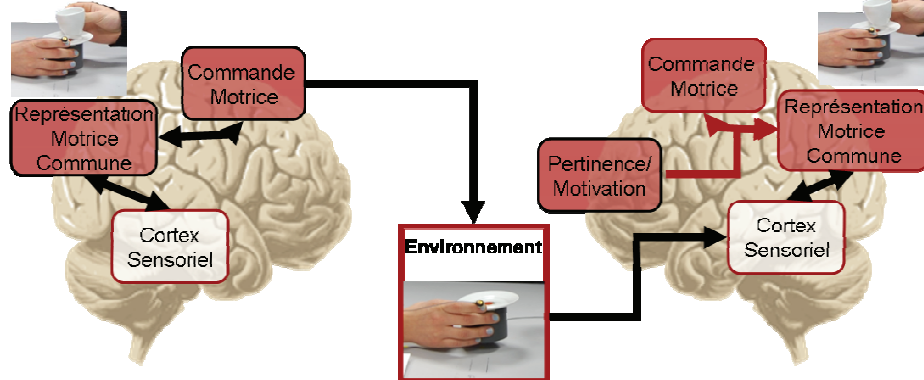 Commande
Motrice
Représentation
Motrice
Commune
Cortex
Sensoriel
Environnement
Commande
Motrice
Représentation
Motrice
Commune
Pertinence/
Motivation
Cortex
Sensoriel